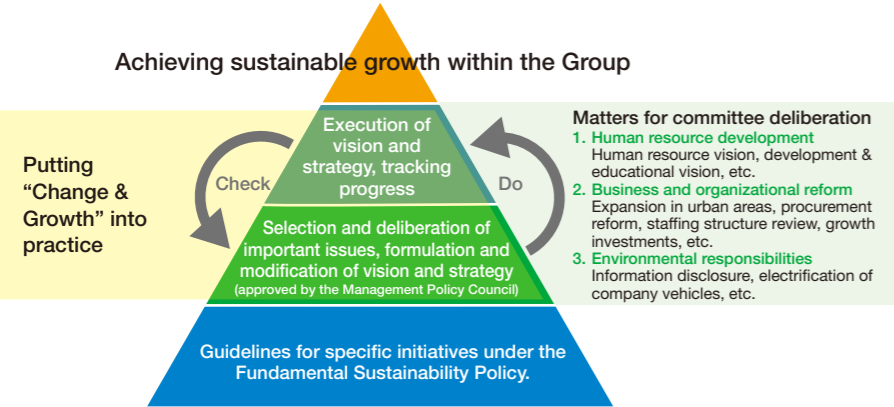 Achieving sustainable growth within the Group
Putting
“Change &
Growth” into
practice
Check
Execution of
vision and
strategy, tracking
progress
Do
Selection and deliberation of
important issues, formulation and
modification of vision and strategy
(approved by the Management Policy Council)
Guidelines for specific initiatives under the
Fundamental Sustainability Policy.
Matters for committee deliberation
1. Human resource development
Human resource vision, development &
educational vision, etc.
2. Business and organizational reform
Expansion in urban areas, procurement
reform, staffing structure review, growth
investments, etc.
3. Environmental responsibilities
Information disclosure, electrification of
company vehicles, etc.